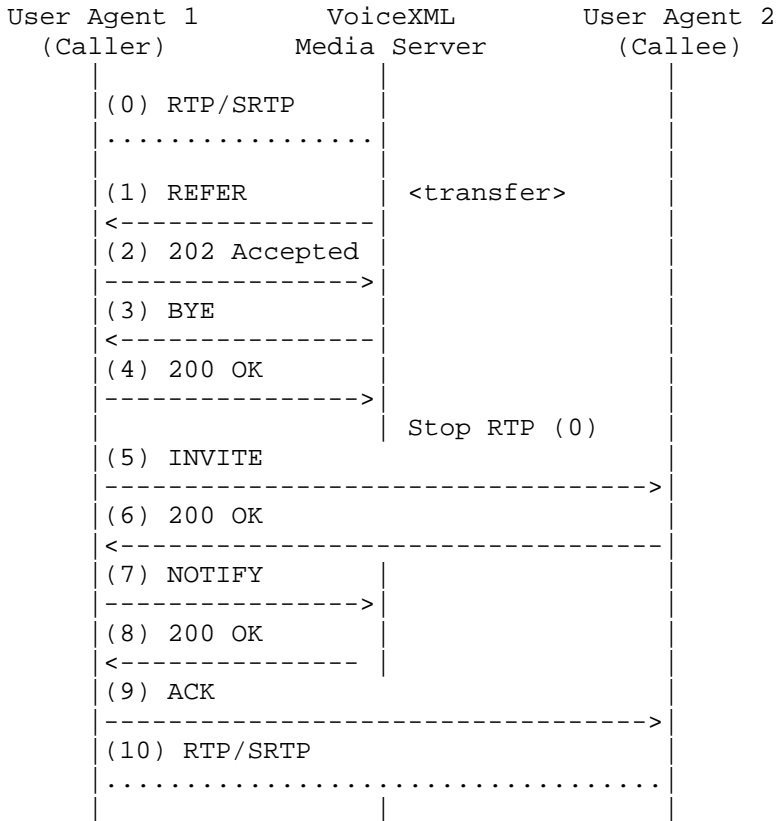 User Agent 1        VoiceXML        User Agent 2
(Caller)        Media Server        (Callee)
(0) RTP/SRTP
(1) REFER        <transfer>
(2) 202 Accepted
(3) BYE
(4) 200 OK
Stop RTP (0)
(5) INVITE
(6) 200 OK
(7) NOTIFY
(8) 200 OK
(9) ACK
(10) RTP/SRTP